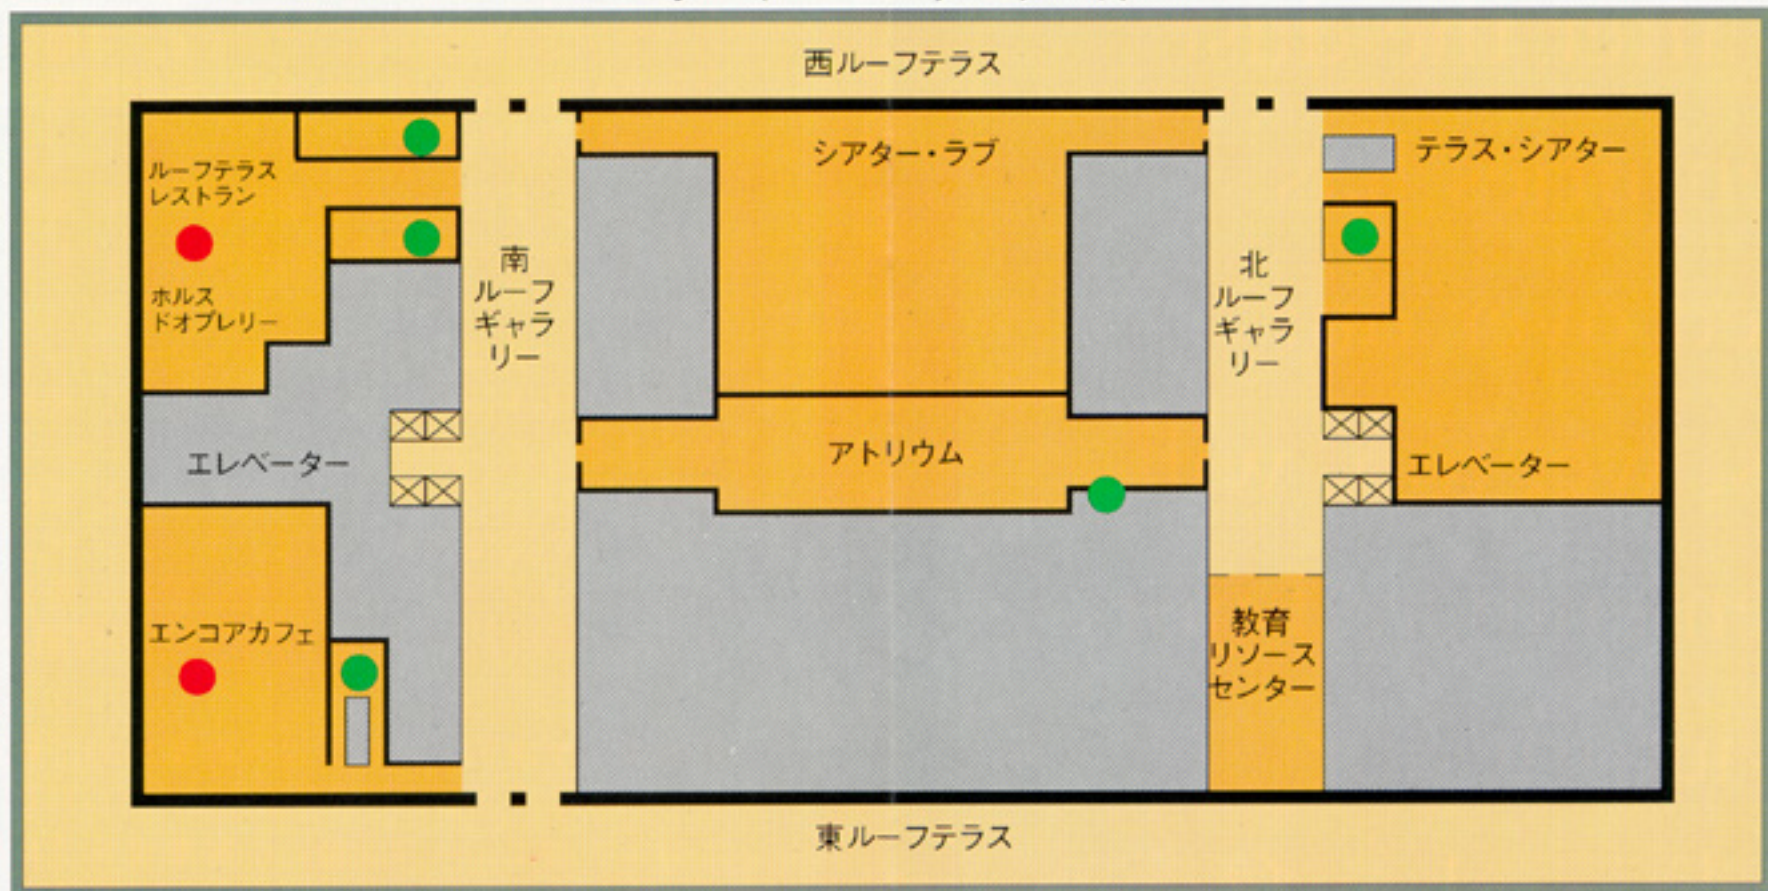 西ルーフテラス
ルーフテラス
レストラン
ホルス
ドオブレリー
エレベーター
エンコアカフェ
南
ルーフ
ギャラ
リー
シアター・ラブ
アトリウム
北
ルーフ
ギャラ
リー
教育
リソース
センター
テラス・シアター
エレベーター
東ルーフテラス